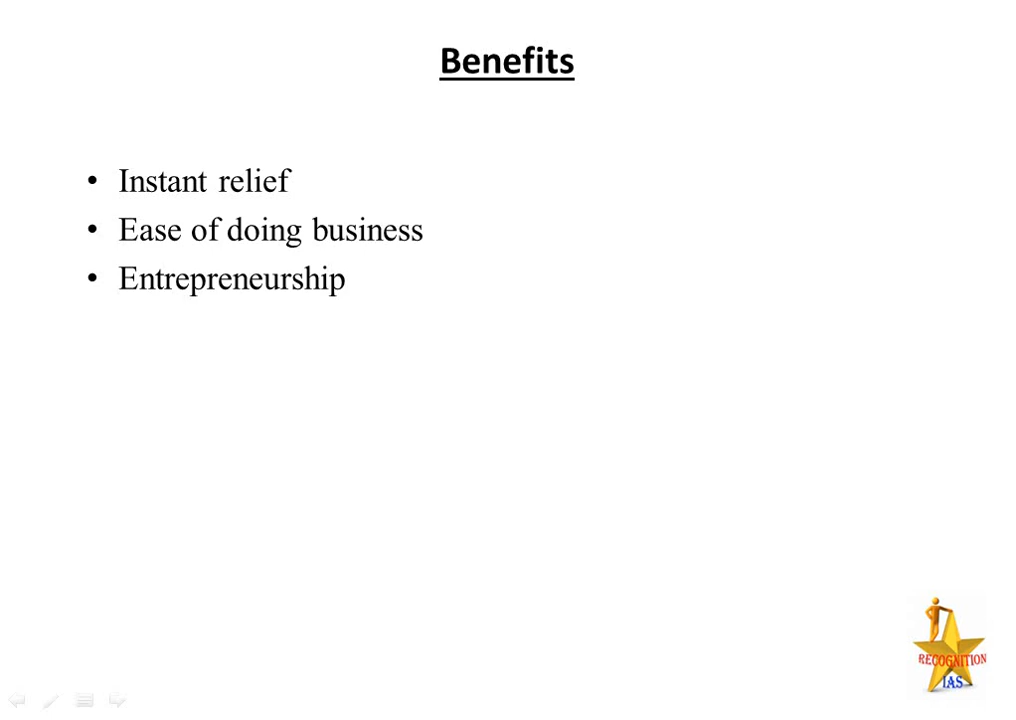 Benefits
• Instant relief
• Ease of doing business
• Entrepreneurship
RECOGNITION
IAS